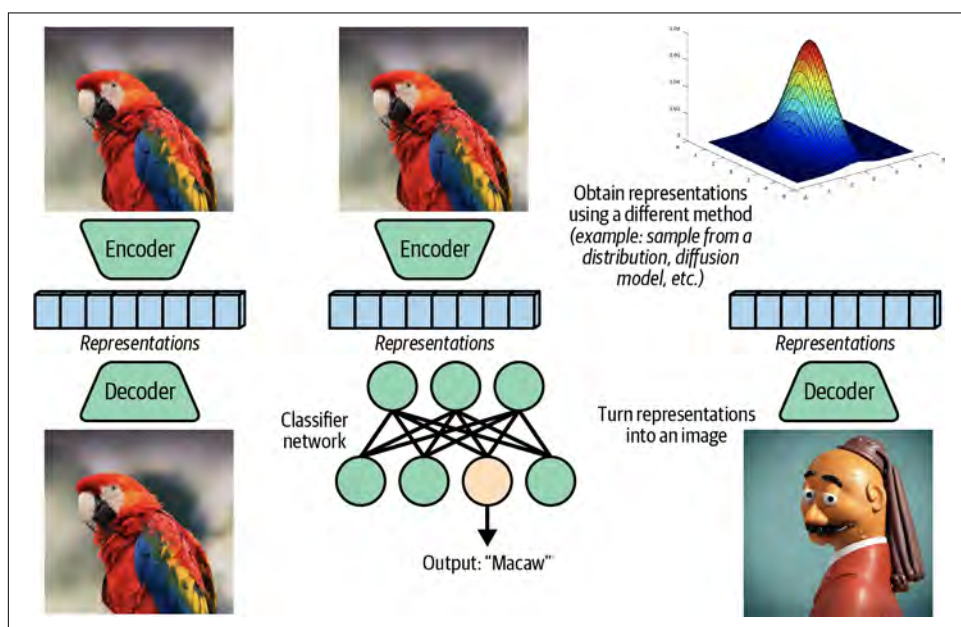 Encoder
Representations
Decoder
Encoder
Representations
Classifier
network
Output: “Macaw”
Obtain representations
using a different method
(example: sample from a
distribution, diffusion
model, etc.)
Representations
Decoder
Turn representations
into an image